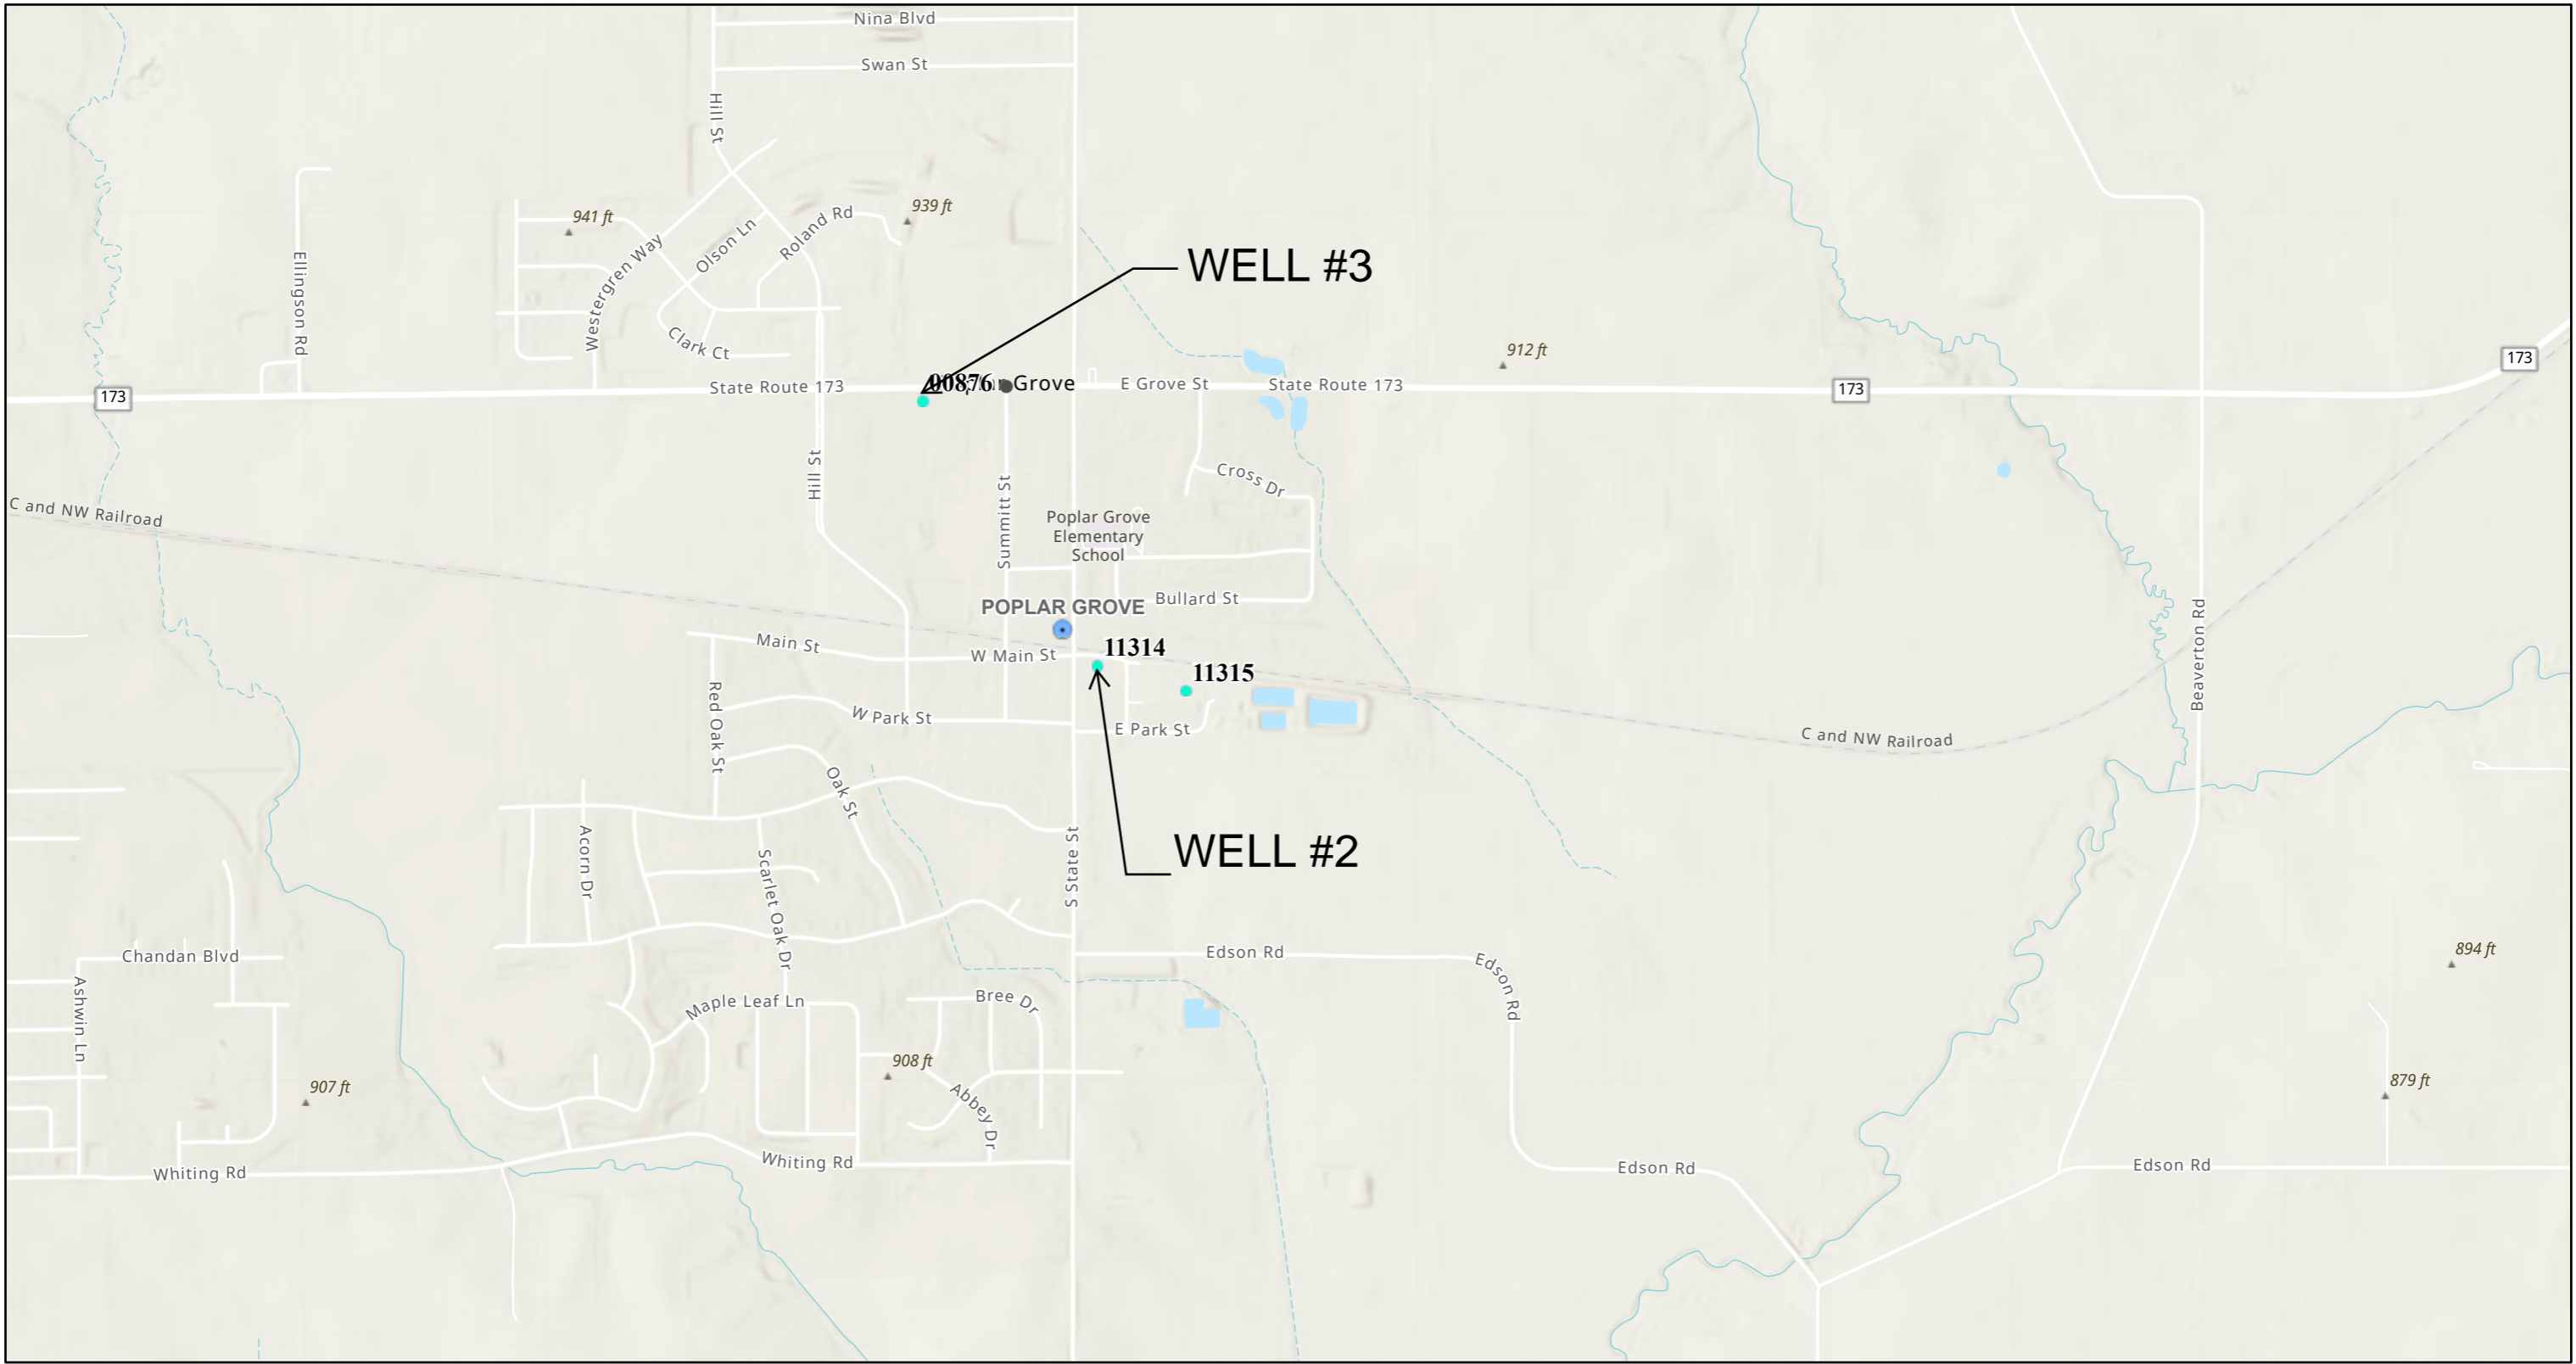 Nina Blvd
Swan St
Hill St
941 ft
939 ft
Westergren Way
Olson Ln
Roland Rd
Ellingson Rd
WELL #3
Clark Ct
912 ft
173
173
173
State Route 173
00876
Grove
E Grove St
State Route 173
Hill St
Summitt St
Cross Dr
C and NW Railroad
Poplar Grove
Elementary
School
POPLAR GROVE
Bullard St
Main St
W Main St
11314
11315
Beaverton Rd
Red Oak St
W Park St
E Park St
C and NW Railroad
Oak St
Acorn Dr
Scarlet Oak Dr
S State St
WELL #2
Chandan Blvd
Edson Rd
Edson Rd
894 ft
Ashwin Ln
Maple Leaf Ln
Bree Dr
908 ft
907 ft
Abbey Dr
879 ft
Whiting Rd
Whiting Rd
Edson Rd
Edson Rd